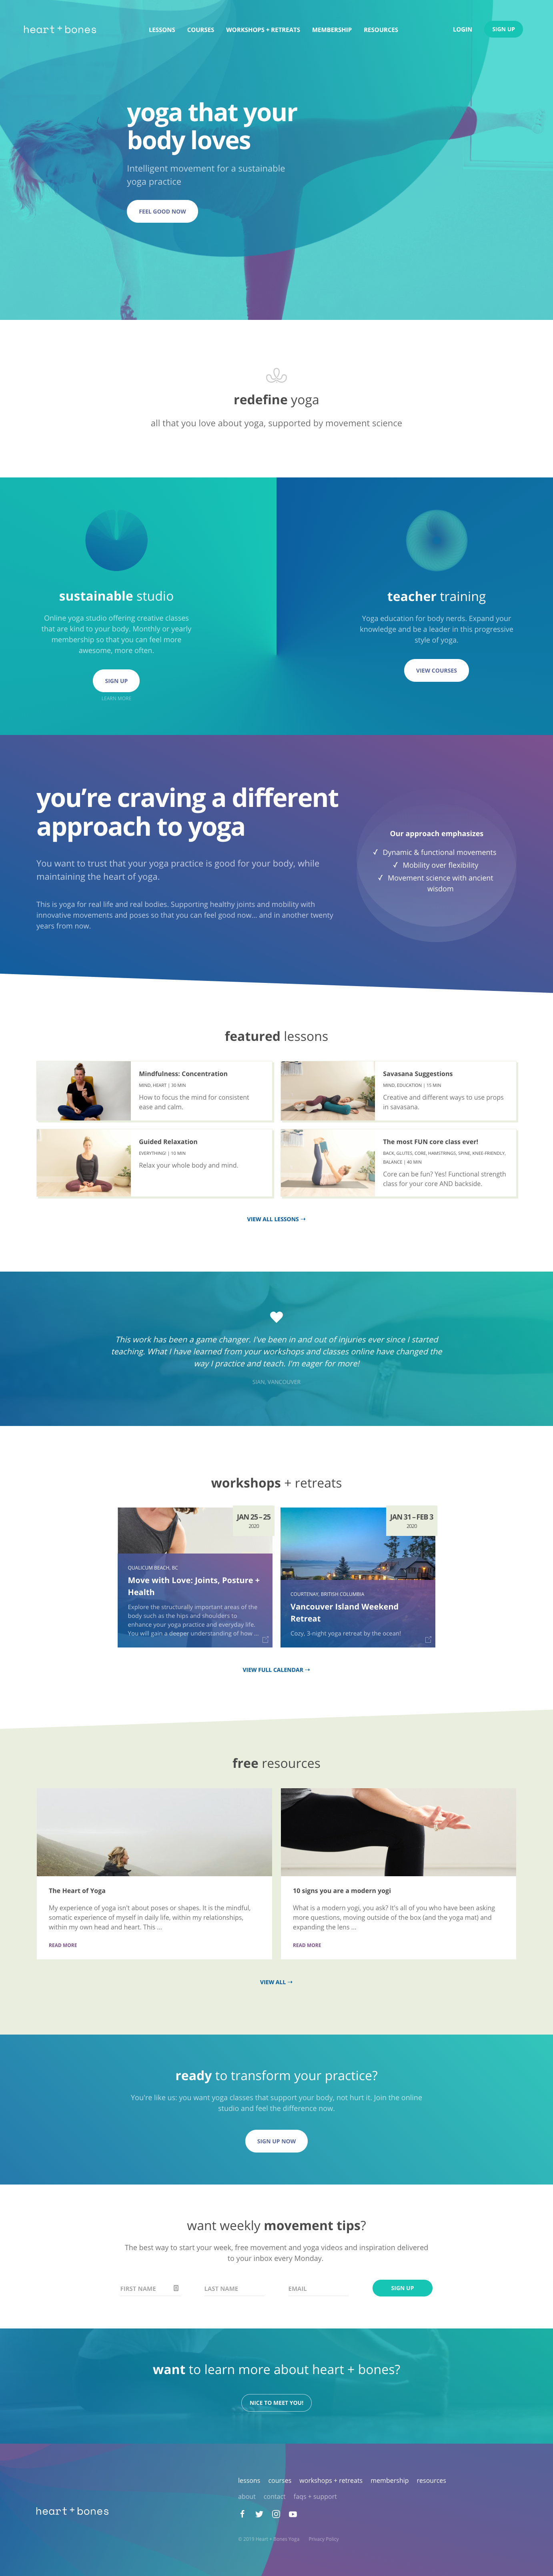 heart + bones
LESSONS COURSES WORKSHOPS + RETREATS MEMBERSHIP RESOURCES
LOGIN SIGN UP
yoga that your
body loves
Intelligent movement for a sustainable
yoga practice
FEEL GOOD NOW
redefine yoga
all that you love about yoga, supported by movement science
sustainable studio
Online yoga studio offering creative classes
that are kind to your body. Monthly or yearly
membership so that you can feel more
awesome, more often.
SIGN UP
LEARN MORE
teacher training
Yoga education for body nerds. Expand your
knowledge and be a leader in this progressive
style of yoga.
VIEW COURSES
you're craving a different
approach to yoga
You want to trust that your yoga practice is good for your body, while
maintaining the heart of yoga.
This is yoga for real life and real bodies. Supporting healthy joints and mobility with
innovative movements and poses so that you can feel good now... and in another twenty
years from now.
Our approach emphasizes
✓ Dynamic & functional movements
✓ Mobility over flexibility
✓ Movement science with ancient
wisdom
featured lessons
Mindfulness: Concentration
MIND, HEART | 30 MIN
How to focus the mind for consistent
ease and calm.
Savasana Suggestions
MIND, EDUCATION | 15 MIN
Creative and different ways to use props
in savasana.
Guided Relaxation
EVERYTHING! | 10 MIN
Relax your whole body and mind.
The most FUN core class ever!
BACK, GLUTES, CORE, HAMSTRINGS, SPINE, KNEE-FRIENDLY,
BALANCE | 40 MIN
Core can be fun? Yes! Functional strength
class for your core AND backside.
VIEW ALL LESSONS →
This work has been a game changer. I've been in and out of injuries ever since I started
teaching. What I have learned from your workshops and classes online have changed the
way I practice and teach. I'm eager for more!
SIAN, VANCOUVER
workshops + retreats
JAN 25 – 25
2020
QUALICUM BEACH, BC
Move with Love: Joints, Posture +
Health
Explore the structurally important areas of the
body such as the hips and shoulders to
enhance your yoga practice and everyday life.
You will gain a deeper understanding of how ...
JAN 31 – FEB 3
2020
COURTENAY, BRITISH COLUMBIA
Vancouver Island Weekend
Retreat
Cozy, 3-night yoga retreat by the ocean!
VIEW FULL CALENDAR →
free resources
The Heart of Yoga
My experience of yoga isn't about poses or shapes. It is the mindful,
somatic experience of myself in daily life, within my relationships,
within my own head and heart. This ...
READ MORE
10 signs you are a modern yogi
What is a modern yogi, you ask? It's all of you who have been asking
more questions, moving outside of the box (and the yoga mat) and
expanding the lens ...
READ MORE
VIEW ALL →
ready to transform your practice?
You're like us: you want yoga classes that support your body, not hurt it. Join the online
studio and feel the difference now.
SIGN UP NOW
want weekly movement tips?
The best way to start your week, free movement and yoga videos and inspiration delivered
to your inbox every Monday.
FIRST NAME LAST NAME EMAIL SIGN UP
want to learn more about heart + bones?
NICE TO MEET YOU!
heart + bones
lessons courses workshops + retreats membership resources
about contact faqs + support
© 2019 Heart + Bones Yoga Privacy Policy